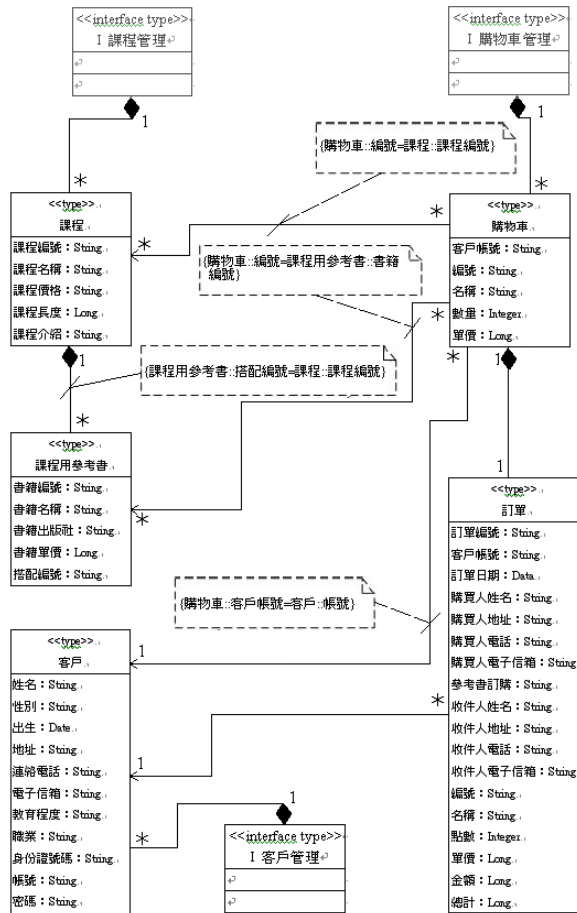 <<interface type>>
I 課程管理
<<interface type>>
I 購物車管理
1
*
1
*
{購物車::編號=課程::課程編號}
<<type>>
課程
課程編號：String
課程名稱：String
課程價格：String
課程長度：Long
課程介紹：String
1
*
*
*
{購物車::編號=課程用參考書::書籍
編號}
*
*
<<type>>
購物車
客戶帳號：String
編號：String
名稱：String
數量：Integer
單價：Long
1
*
{課程用參考書::搭配編號=課程::課程編號}
<<type>>
課程用參考書
書籍編號：String
書籍名稱：String
書籍出版社：String
書籍單價：Long
搭配編號：String
1
<<type>>
訂單
訂單編號：String
客戶帳號：String
訂單日期：Data
購買人姓名：String
購買人地址：String
購買人電話：String
購買人電子信箱：String
參考書訂購：String
收件人姓名：String
收件人地址：String
收件人電話：String
收件人電子信箱：String
編號：String
名稱：String
點數：Integer
單價：Long
金額：Long
總計：Long
{購物車::客戶帳號=客戶::帳號}
<<type>>
客戶
姓名：String
性別：String
出生：Date
地址：String
連絡電話：String
電子信箱：String
教育程度：String
職業：String
身份證號碼：String
帳號：String
密碼：String
1
*
1
*
1
<<interface type>>
I 客戶管理